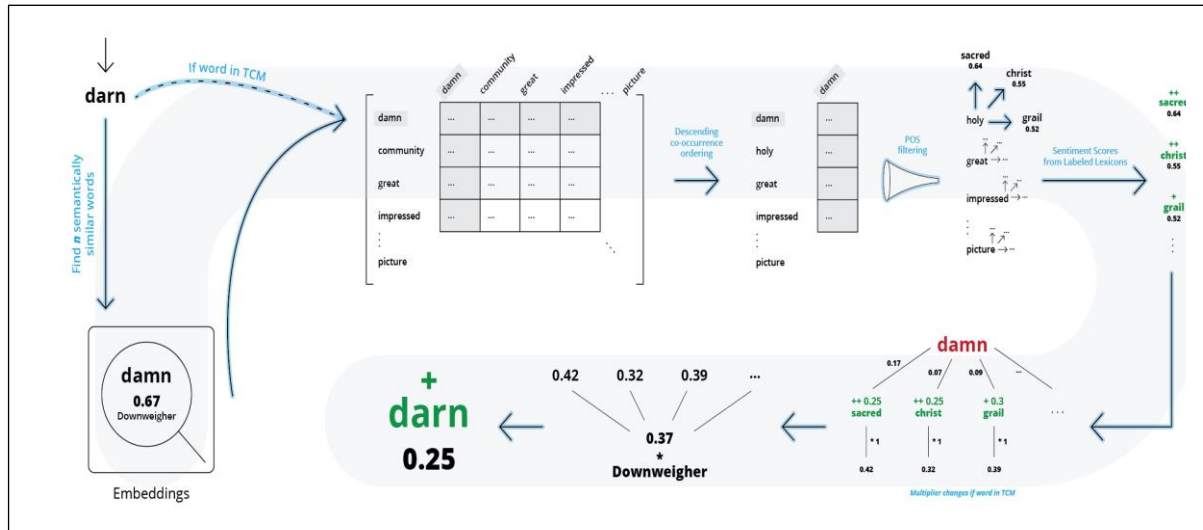 darn
If word in TCM
Find n semantically
similar words
damn
0.67
Downweigher
Embeddings
damn community great impressed ... picture
damn ... ... ... ...
community ... ... ... ...
great ... ... ... ...
impressed ... ... ... ...
picture
Descending
co-occurrence
ordering
damn
damn ...
holy ...
great ...
impressed ...
picture
POS
filtering
sacred
0.64
christ
0.55
holy
grail
0.52
great ... ... ...
impressed ... ... ...
picture ... ... ...
Sentiment Scores
from Labeled Lexicons
++
sacred
0.64
++
christ
0.55
+
grail
0.52
damn
0.17 0.07 0.09 ...
++ 0.25 ++ 0.25 + 0.3
sacred christ grail ...
* 1 * 1 * 1
0.42 0.32 0.39
Multiplier changes if word in TCM
0.42 0.32 0.39 ...
0.37
*
Downweigher
+
darn
0.25